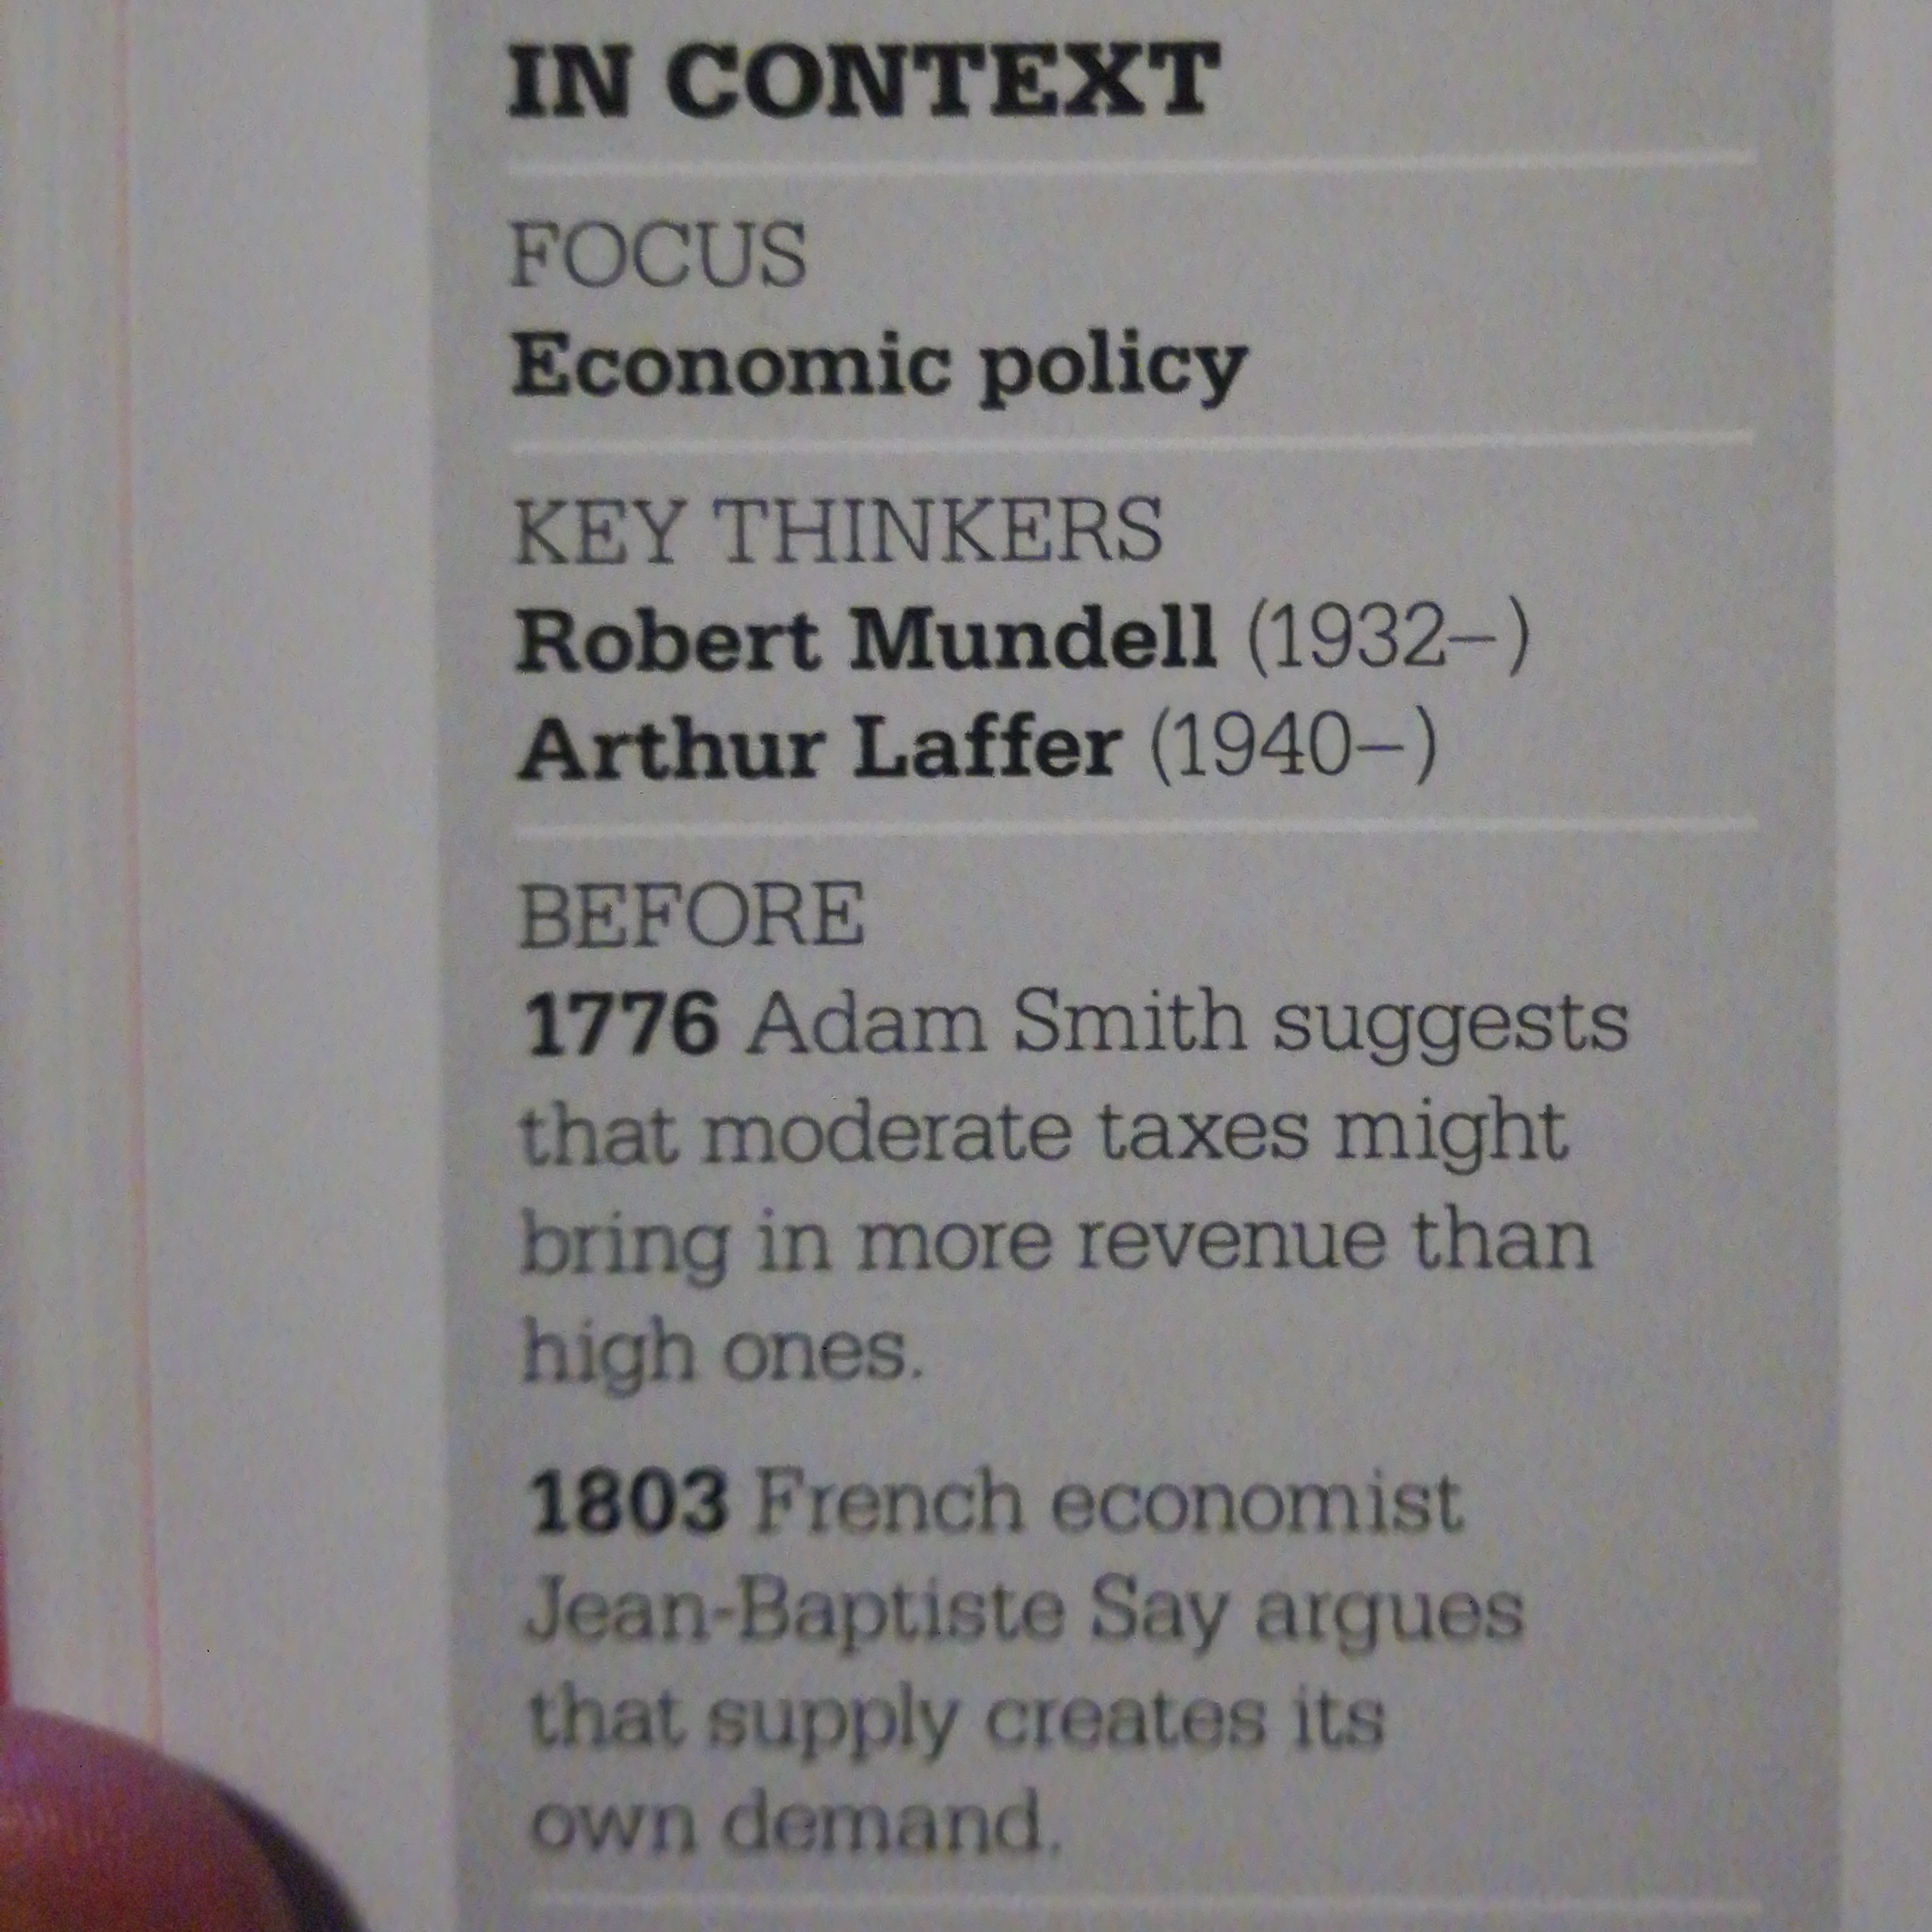 IN CONTEXT
FOCUS
Economic policy
KEY THINKERS
Robert Mundell (1932–)
Arthur Laffer (1940–)
BEFORE
1776 Adam Smith suggests
that moderate taxes might
bring in more revenue than
high ones.
1803 French economist
Jean-Baptiste Say argues
that supply creates its
own demand.